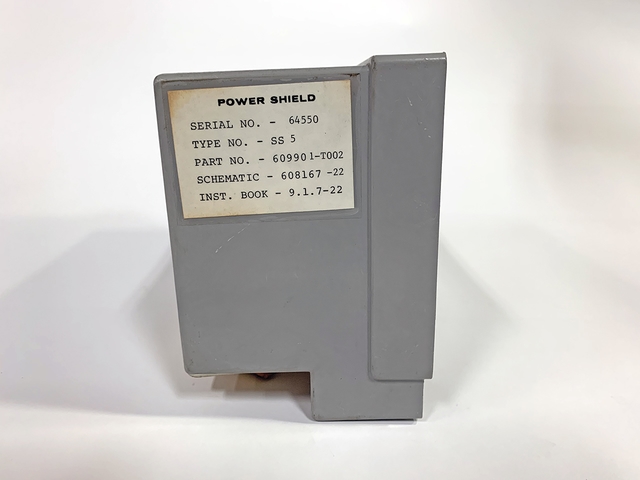 POWER SHIELD
SERIAL NO. - 64550
TYPE NO. - SS 5
PART NO. - 609901-T002
SCHEMATIC - 608167 -22
INST. BOOK - 9.1.7-22